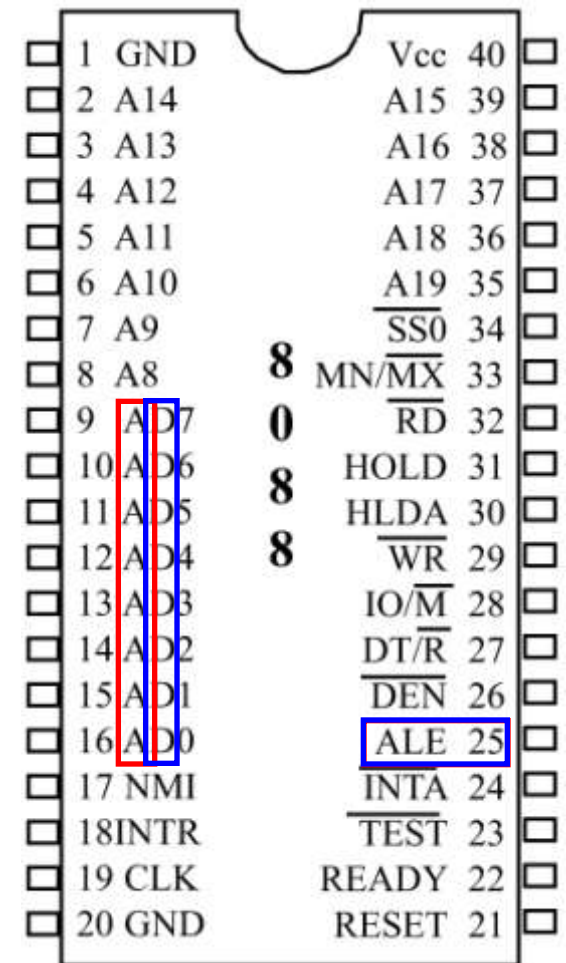 1 GND
Vcc 40
2 A14
A15 39
3 A13
A16 38
4 A12
A17 37
5 A11
A18 36
6 A10
A19 35
7 A9
SS0 34
8 A8
MN/MX 33
9 AD7
RD 32
10 AD6
HOLD 31
11 AD5
HLDA 30
12 AD4
WR 29
13 AD3
IO/M 28
14 AD2
DT/R 27
15 AD1
DEN 26
16 AD0
ALE 25
17 NMI
INTA 24
18INTR
TEST 23
19 CLK
READY 22
20 GND
RESET 21
8
0
8
8